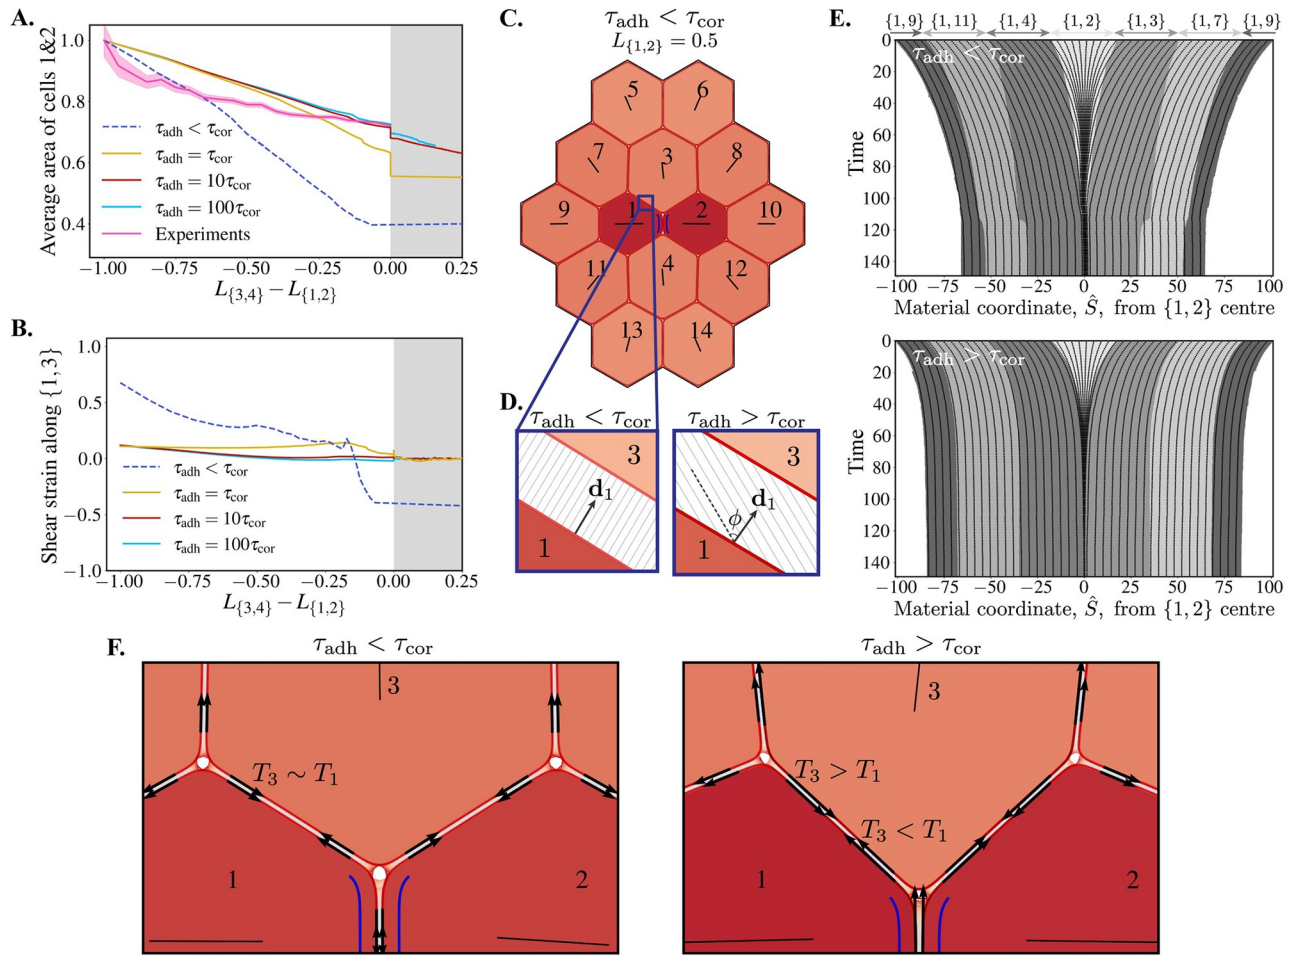 A.
1.0
0.8
0.6
0.4
Average area of cells 1&2
τadh < τcor
τadh = τcor
τadh = 10τcor
τadh = 100τcor
Experiments
−1.00 −0.75 −0.50 −0.25 0.00 0.25
L{3,4} − L{1,2}
B.
1.0
0.5
0.0
−0.5
−1.0
Shear strain along {1, 3}
τadh < τcor
τadh = τcor
τadh = 10τcor
τadh = 100τcor
−1.00 −0.75 −0.50 −0.25 0.00 0.25
L{3,4} − L{1,2}
C.
τadh < τcor
L{1,2} = 0.5
5 6
7 3 8
9 1 2 10
11 4 12
13 14
D.
τadh < τcor τadh > τcor
3 3
d1 d1
ϕ
1 1
E.
{1, 9} {1, 11} {1, 4} {1, 2} {1, 3} {1, 7} {1, 9}
τadh < τcor
Time
0
20
40
60
80
100
120
140
−100 −75 −50 −25 0 25 50 75 100
Material coordinate, Ŝ, from {1, 2} centre
τadh > τcor
Time
0
20
40
60
80
100
120
140
−100 −75 −50 −25 0 25 50 75 100
Material coordinate, Ŝ, from {1, 2} centre
F.
τadh < τcor
3
T3 ∼ T1
1 2
τadh > τcor
3
T3 > T1
T3 < T1
1 2